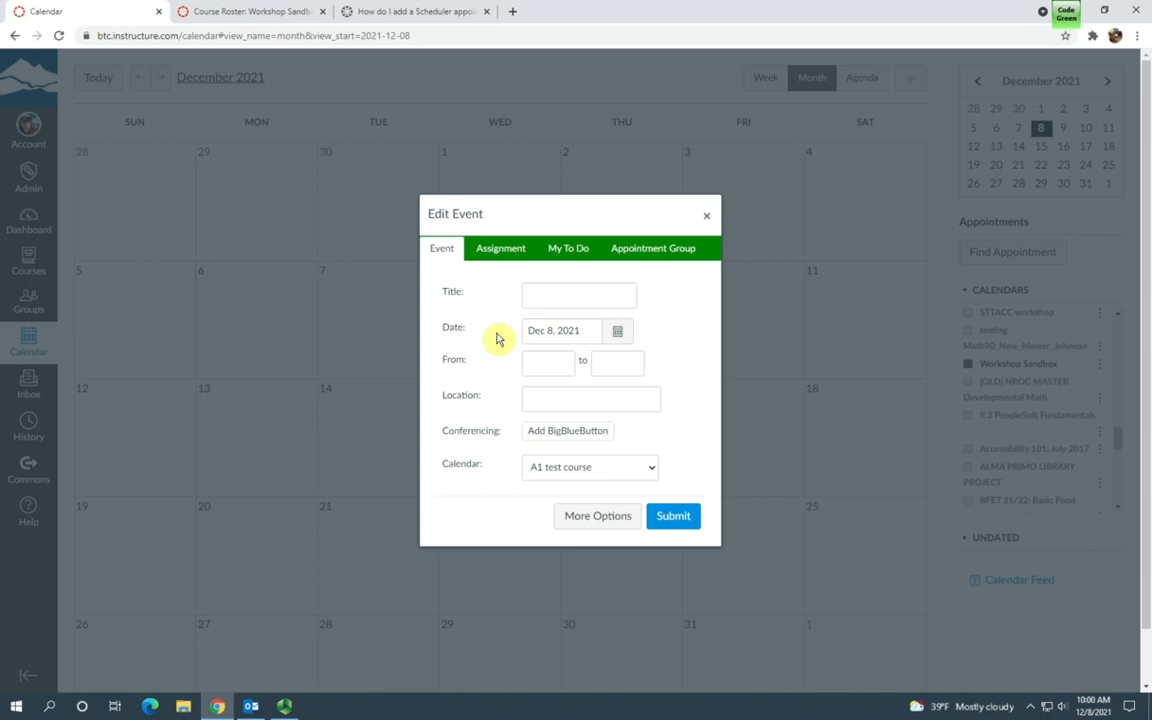 Calendar
Course Roster: Workshop Sandb
How do I add a Scheduler appoi
Code
Green
btc.instructure.com/calendar#view_name=month&view_start=2021-12-08
Account
Admin
Dashboard
Courses
Groups
Calendar
Inbox
History
Commons
Help
Today
December 2021
Week
Month
Agenda
SUN
MON
TUE
WED
THU
FRI
SAT
28
29
30
1
2
3
4
5
6
7
11
12
13
14
18
19
20
21
25
26
27
28
29
30
31
1
Edit Event
Event
Assignment
My To Do
Appointment Group
Title:
Date:
Dec 8, 2021
From:
to
Location:
Conferencing:
Add BigBlueButton
Calendar:
A1 test course
More Options
Submit
December 2021
28 29 30 1 2 3 4
5 6 7 8 9 10 11
12 13 14 15 16 17 18
19 20 21 22 23 24 25
26 27 28 29 30 31 1
Appointments
Find Appointment
CALENDARS
STTACC workshop
testing
Math90_New_Master_Johnson
Workshop Sandbox
(OLD) NROC MASTER
Developmental Math
9.2 PeopleSoft Fundamentals
Accessibility 101: July 2017
ALMA PRIMO LIBRARY
PROJECT
BFET 21/22: Basic Food
UNDATED
Calendar Feed
39°F Mostly cloudy
10:00 AM
12/8/2021